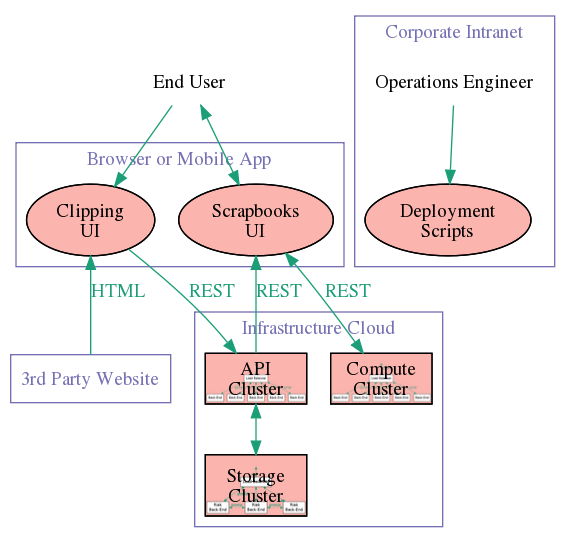 Corporate Intranet
End User
Operations Engineer
Browser or Mobile App
Clipping
UI
Scrapbooks
UI
Deployment
Scripts
HTML
REST
REST
REST
Infrastructure Cloud
3rd Party Website
API
Cluster
Compute
Cluster
Storage
Cluster